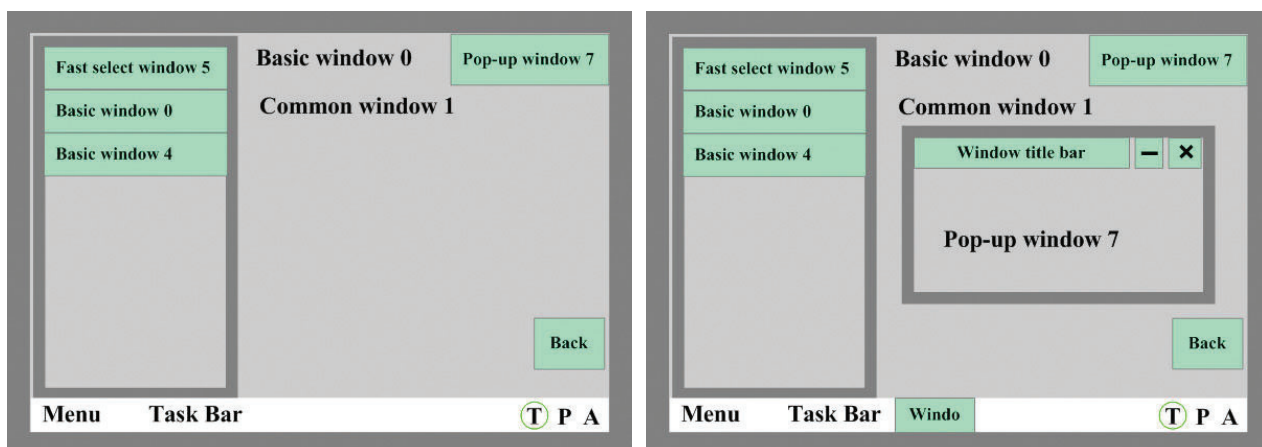 Fast select window 5
Basic window 0
Basic window 4
Basic window 0
Pop-up window 7
Common window 1
Back
Menu
Task Bar
T P A
Fast select window 5
Basic window 0
Basic window 4
Basic window 0
Pop-up window 7
Common window 1
Window title bar
Pop-up window 7
Back
Menu
Task Bar
Windo
T P A